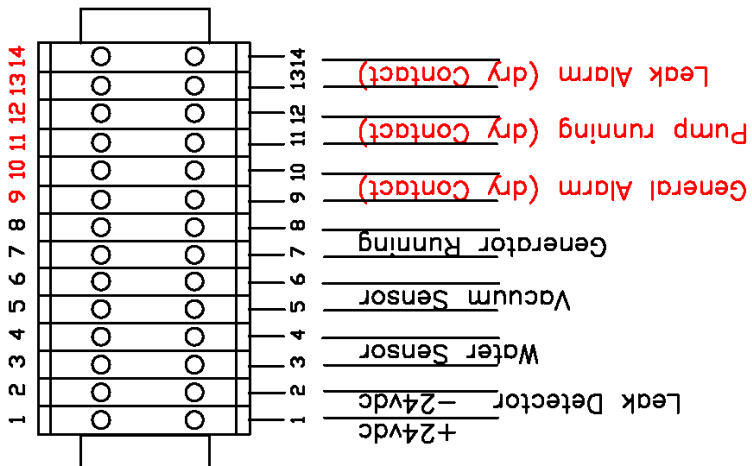 14 14
Leak Alarm (dry Contact)
13 13
12 12
Pump running (dry Contact)
11 11
10 10
General Alarm (dry Contact)
9 9
8 8
Generator Running
7 7
6 6
Vacuum Sensor
5 5
4 4
Water Sensor
3 3
2 2
Leak Detector -24vdc
1 1
+24vdc